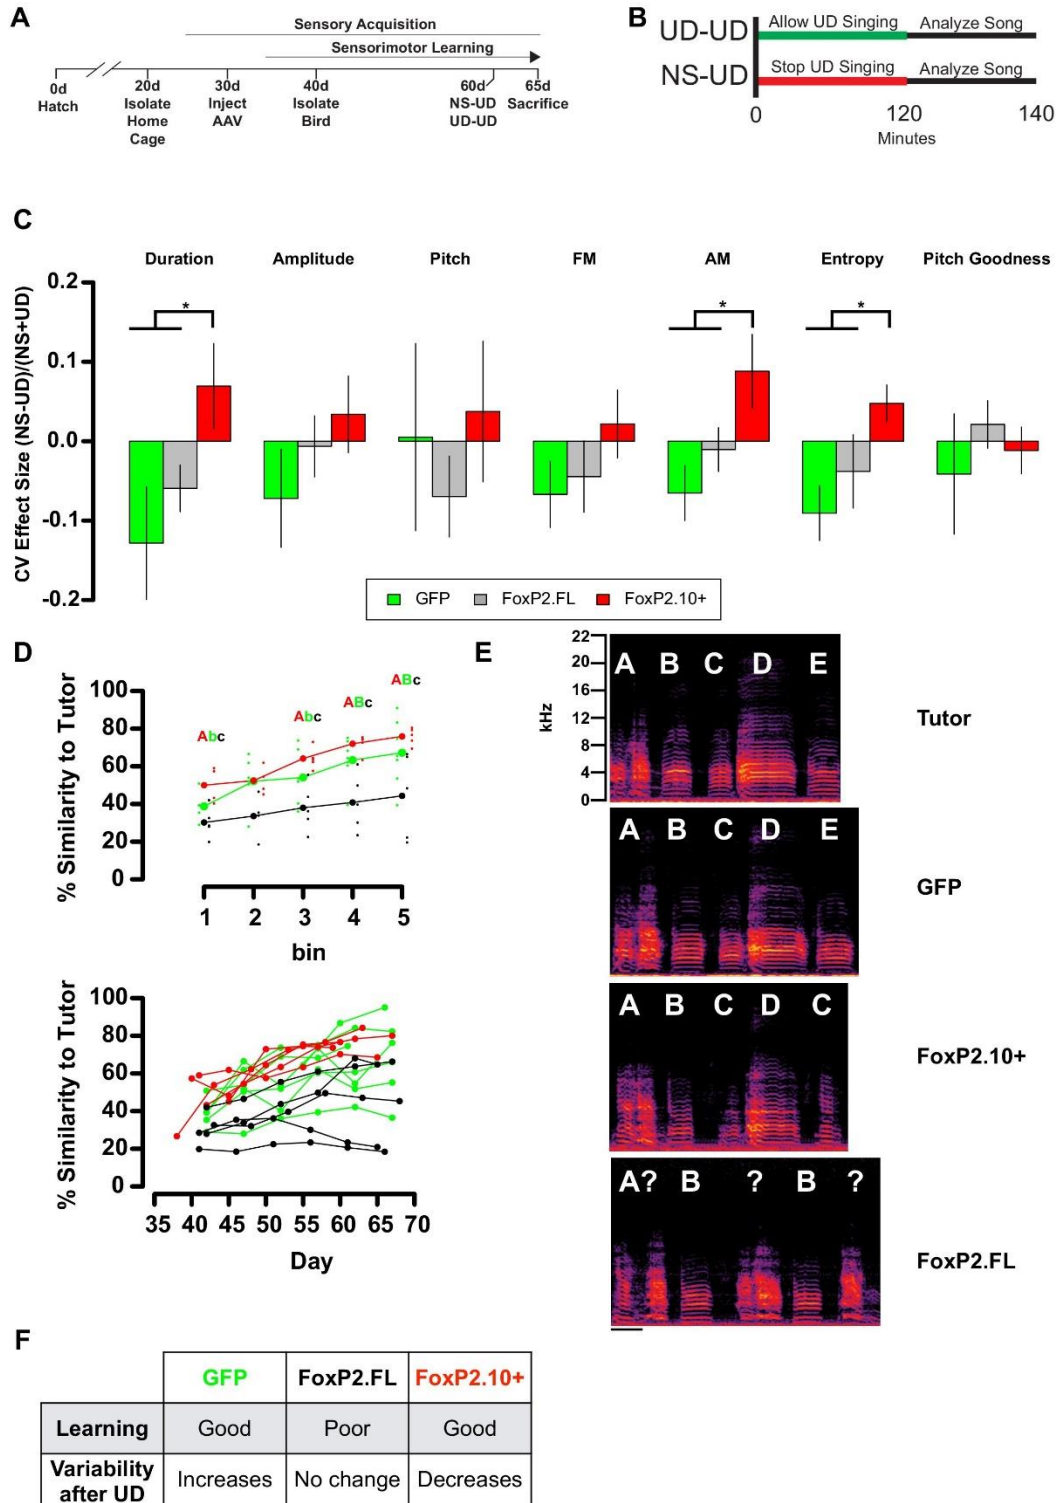 A
Sensory Acquisition
Sensorimotor Learning
0d
Hatch
20d
Isolate
Home
Cage
30d
Inject
AAV
40d
Isolate
Bird
60d
NS-UD
UD-UD
65d
Sacrifice
B
UD-UD
Allow UD Singing
Analyze Song
NS-UD
Stop UD Singing
Analyze Song
0
120
140
Minutes
C
Duration
Amplitude
Pitch
FM
AM
Entropy
Pitch Goodness
CV Effect Size (NS-UD)/(NS+UD)
0.2
0.1
0.0
-0.1
-0.2
*
*
*
GFP
FoxP2.FL
FoxP2.10+
D
% Similarity to Tutor
100
80
60
40
20
0
Abc
Abc
ABc
ABc
1 2 3 4 5
bin
% Similarity to Tutor
100
80
60
40
20
0
35 40 45 50 55 60 65 70
Day
E
kHz
22
20
16
12
8
4
0
A B C D E
Tutor
A B C D E
GFP
A B C D C
FoxP2.10+
A? B ? B ?
FoxP2.FL
F
GFP FoxP2.FL FoxP2.10+
Learning Good Poor Good
Variability
after UD
Increases No change Decreases